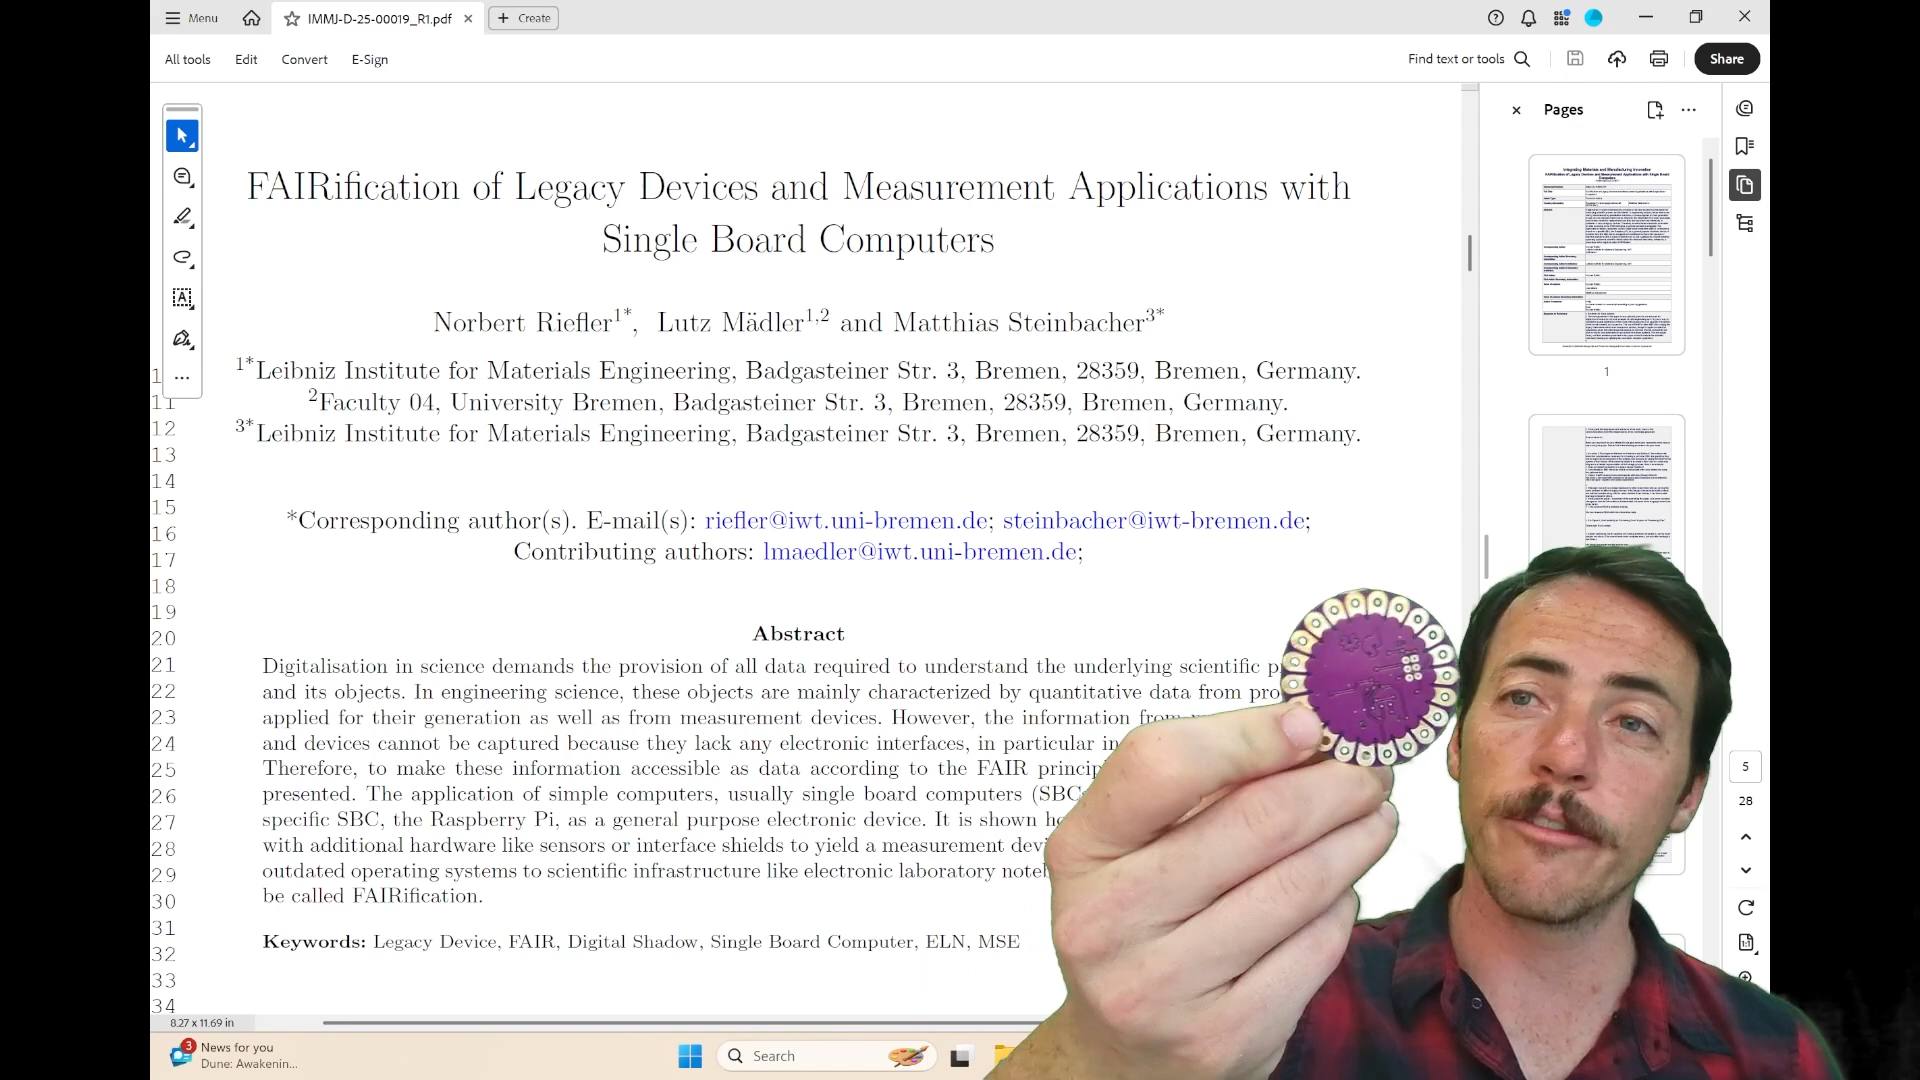 Menu
IMMJ-D-25-00019_R1.pdf
Create
All tools
Edit
Convert
E-Sign
Find text or tools
Share
Pages
FAIRification of Legacy Devices and Measurement Applications with
Single Board Computers
Norbert Riefler1*, Lutz Mädler1,2 and Matthias Steinbacher3*
1*Leibniz Institute for Materials Engineering, Badgasteiner Str. 3, Bremen, 28359, Bremen, Germany.
2Faculty 04, University Bremen, Badgasteiner Str. 3, Bremen, 28359, Bremen, Germany.
3*Leibniz Institute for Materials Engineering, Badgasteiner Str. 3, Bremen, 28359, Bremen, Germany.
*Corresponding author(s). E-mail(s): riefler@iwt.uni-bremen.de; steinbacher@iwt-bremen.de;
Contributing authors: lmaedler@iwt.uni-bremen.de;
Abstract
Digitalisation in science demands the provision of all data required to understand the underlying scientific
and its objects. In engineering science, these objects are mainly characterized by quantitative data from
applied for their generation as well as from measurement devices. However, the information from
and devices cannot be captured because they lack any electronic interfaces, in particular
Therefore, to make these information accessible as data according to the FAIR
presented. The application of simple computers, usually single board computers
specific SBC, the Raspberry Pi, as a general purpose electronic device. It is shown
with additional hardware like sensors or interface shields to yield a measurement
outdated operating systems to scientific infrastructure like electronic laboratory
be called FAIRification.
Keywords: Legacy Device, FAIR, Digital Shadow, Single Board Computer, ELN, MSE
11
12
13
14
15
16
17
18
19
20
21
22
23
24
25
26
27
28
29
30
31
32
33
34
1
5
28
8.27 x 11.69 in
3
News for you
Dune: Awakenin...
Search